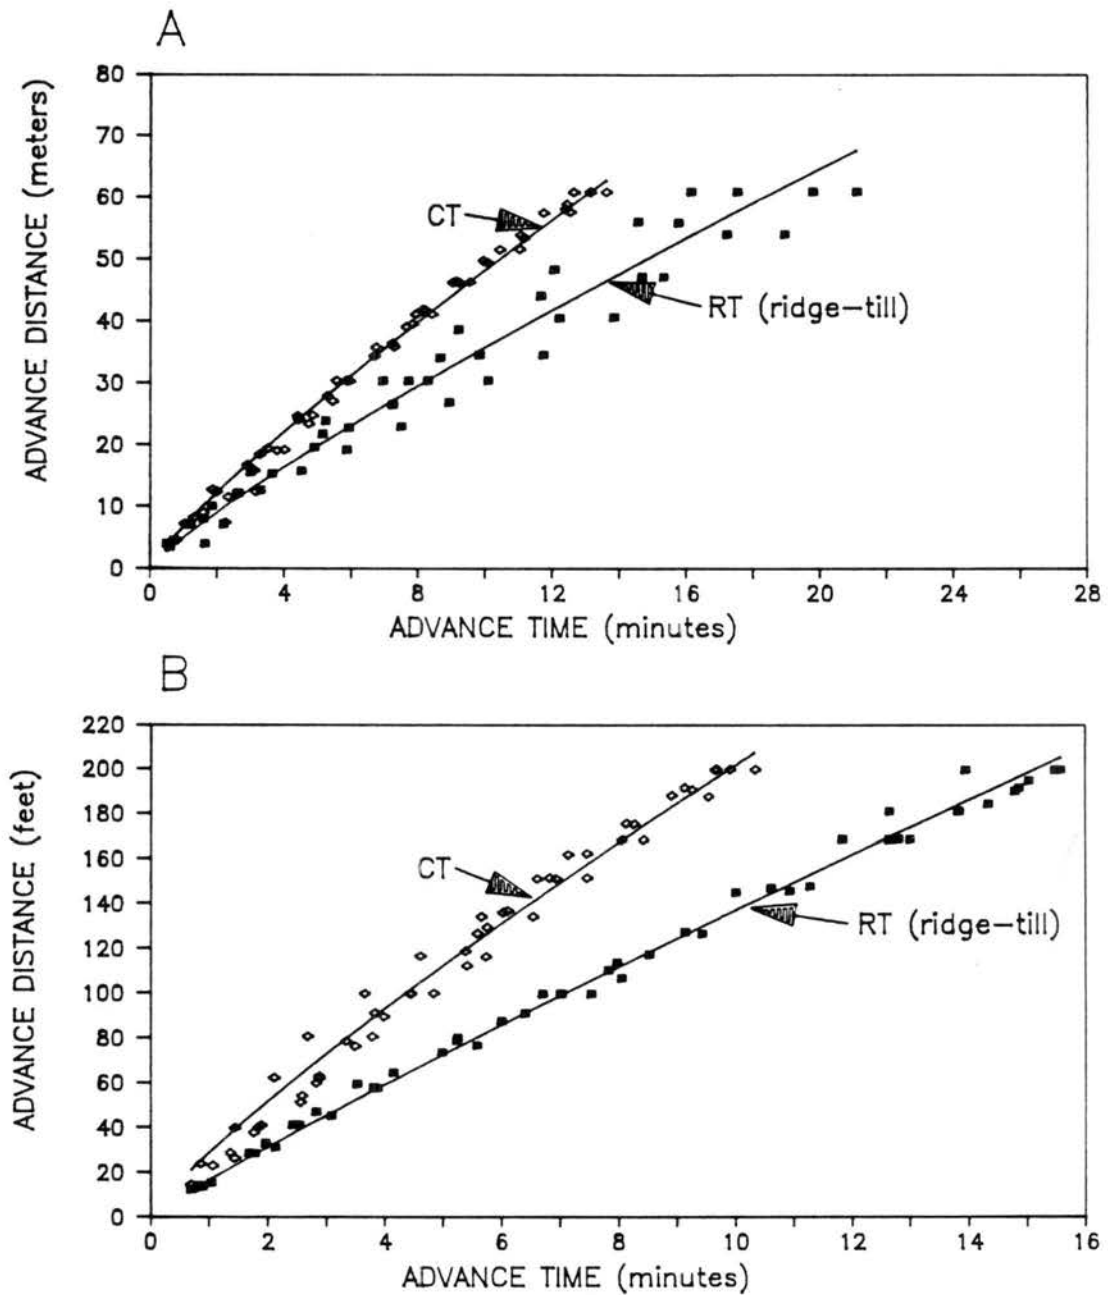 A
80
70
60
50
40
30
20
10
0
ADVANCE DISTANCE (meters)
CT
RT (ridge-till)
0 4 8 12 16 20 24 28
ADVANCE TIME (minutes)
B
220
200
180
160
140
120
100
80
60
40
20
0
ADVANCE DISTANCE (feet)
CT
RT (ridge-till)
0 2 4 6 8 10 12 14 16
ADVANCE TIME (minutes)